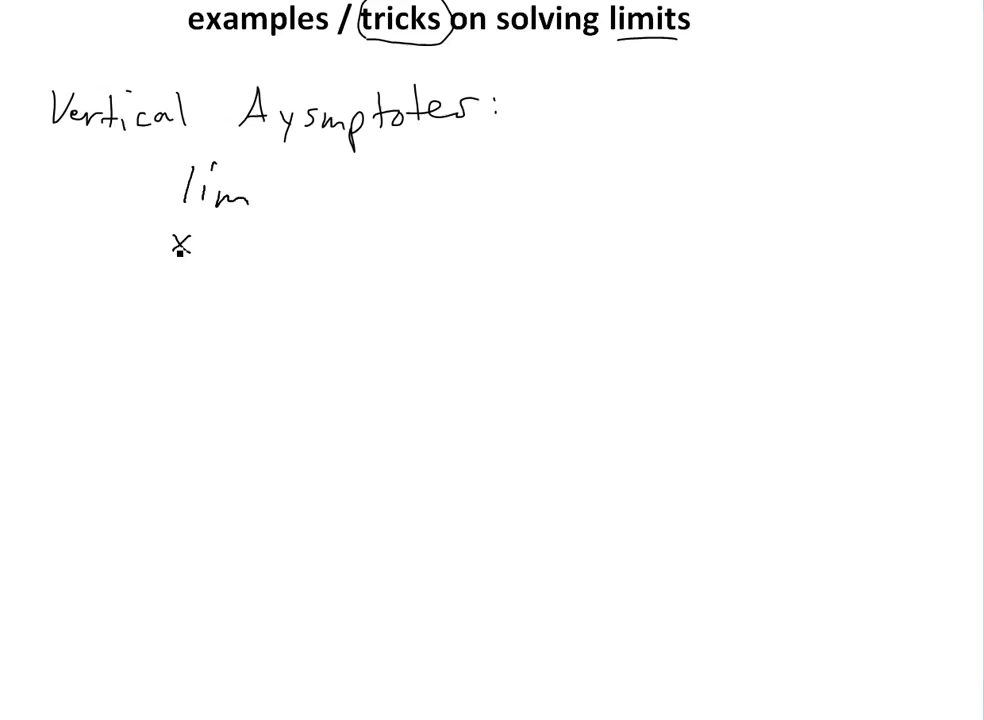 examples / tricks on solving limits
Vertical Aysmptotes:
lim
x